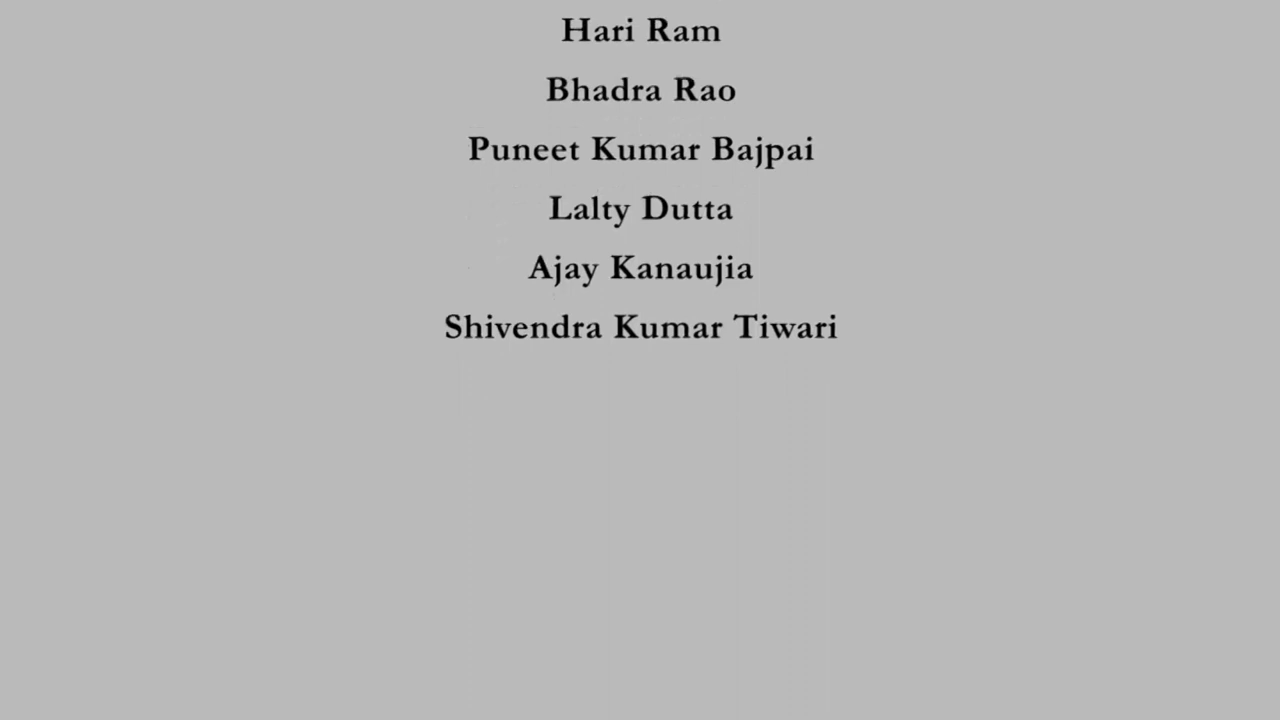 Hari Ram
Bhadra Rao
Puneet Kumar Bajpai
Lalty Dutta
Ajay Kanaujia
Shivendra Kumar Tiwari